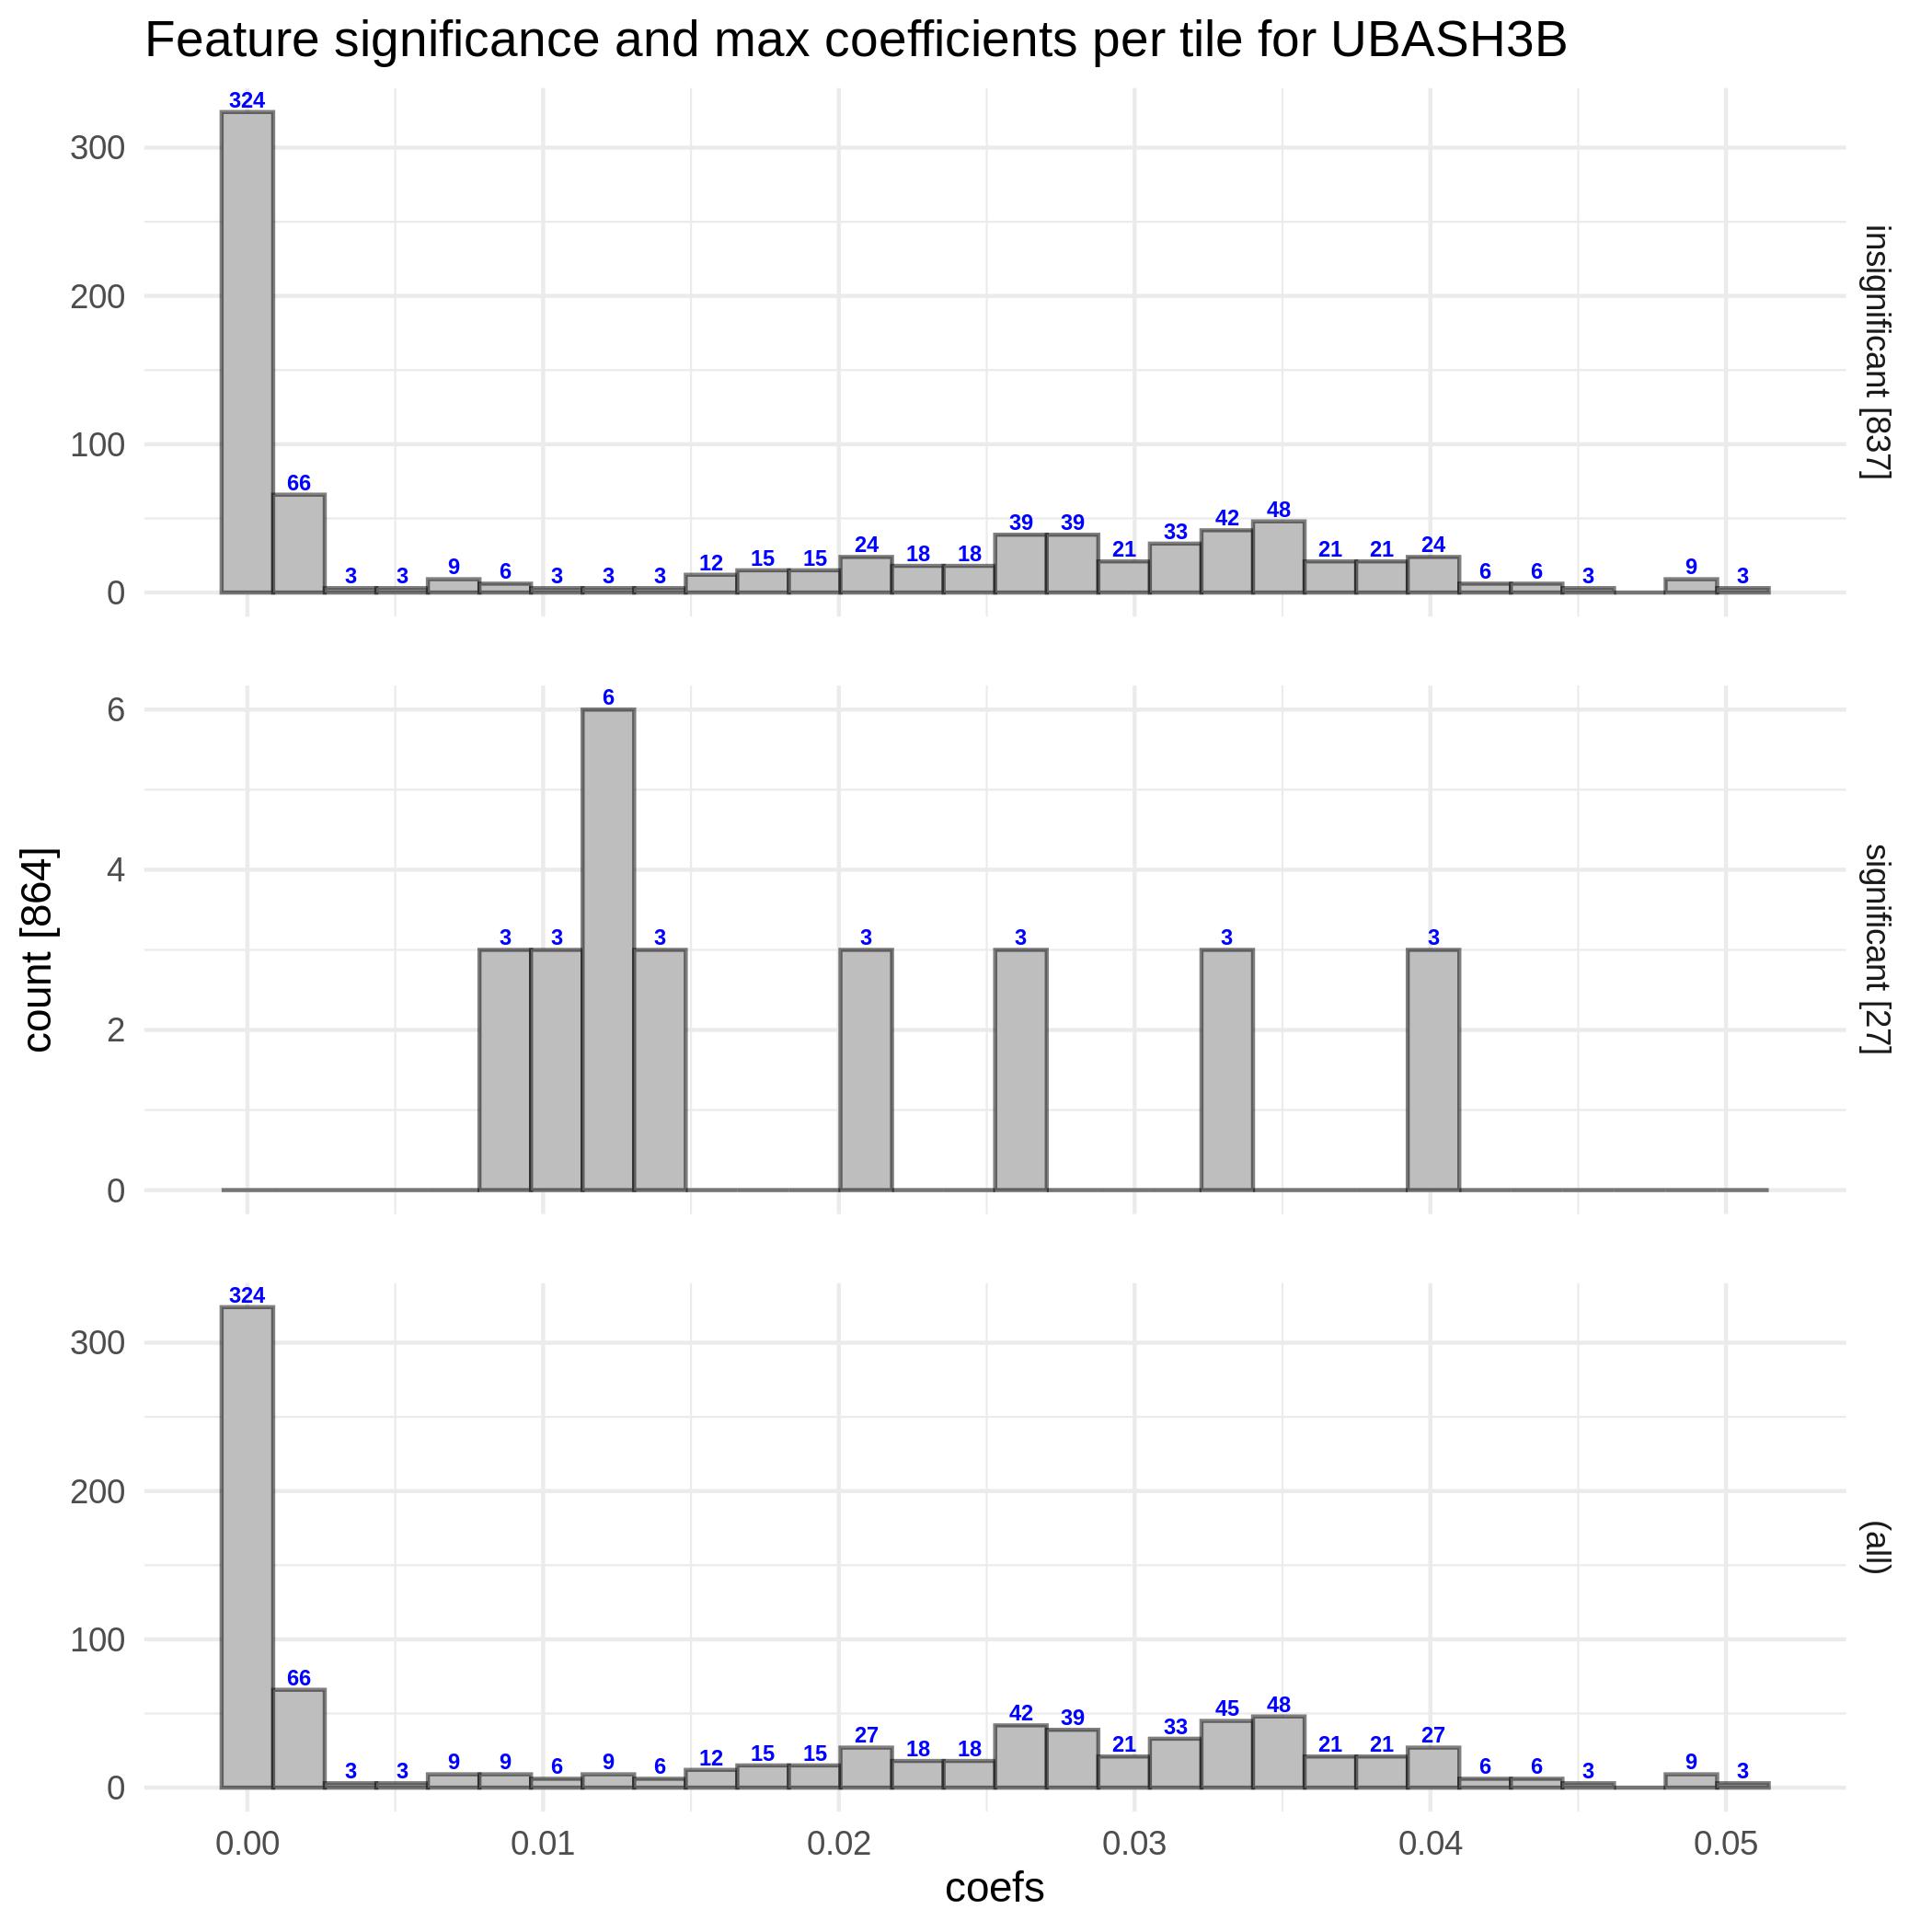 Feature significance and max coefficients per tile for UBASH3B
324
300
200
100
0
66
3 3 9 6 3 3 3 12 15 15 24 18 18 39 39 21 33 42 48 21 21 24 6 6 3 9 3
insignificant [837]
6
4
2
0
3 3 6 3 3 3 3 3
significant [27]
count [864]
324
300
200
100
0
66
3 3 9 9 6 9 6 12 15 15 27 18 18 42 39 21 33 45 48 21 21 27 6 6 3 9 3
(all)
0.00 0.01 0.02 0.03 0.04 0.05
coefs